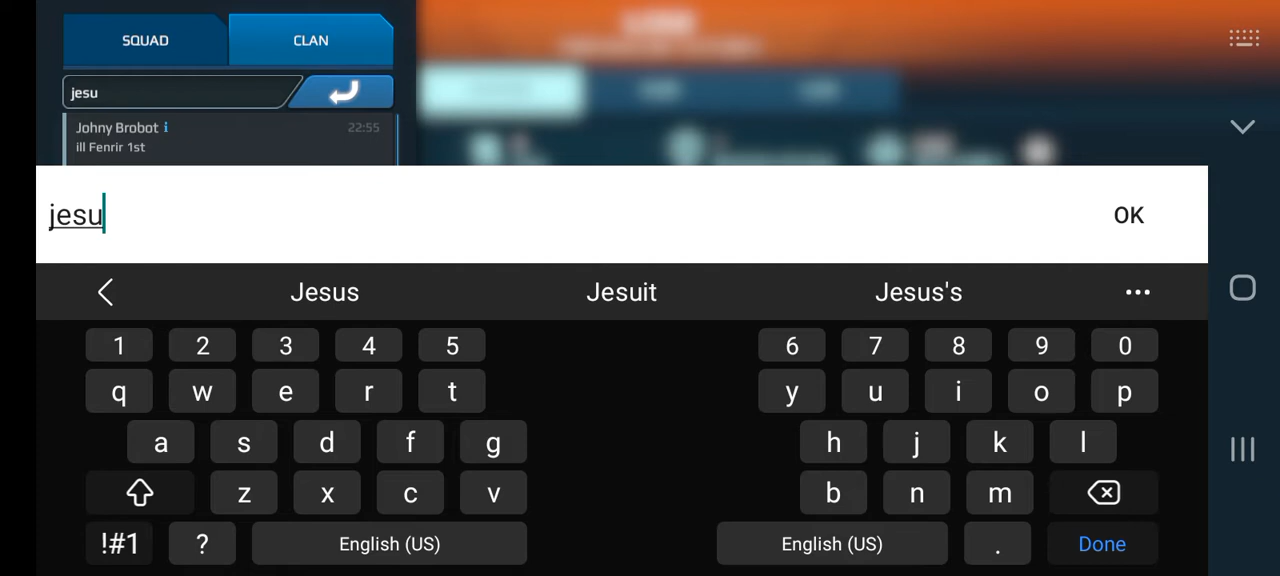 SQUAD CLAN
jesu
Johny Brobot i 22:55
ill Fenrir 1st
jesu OK
Jesus Jesuit Jesus's ...
1 2 3 4 5 6 7 8 9 0
q w e r t y u i o p
a s d f g h j k l
z x c v b n m
!#1 ? English (US) English (US) . Done